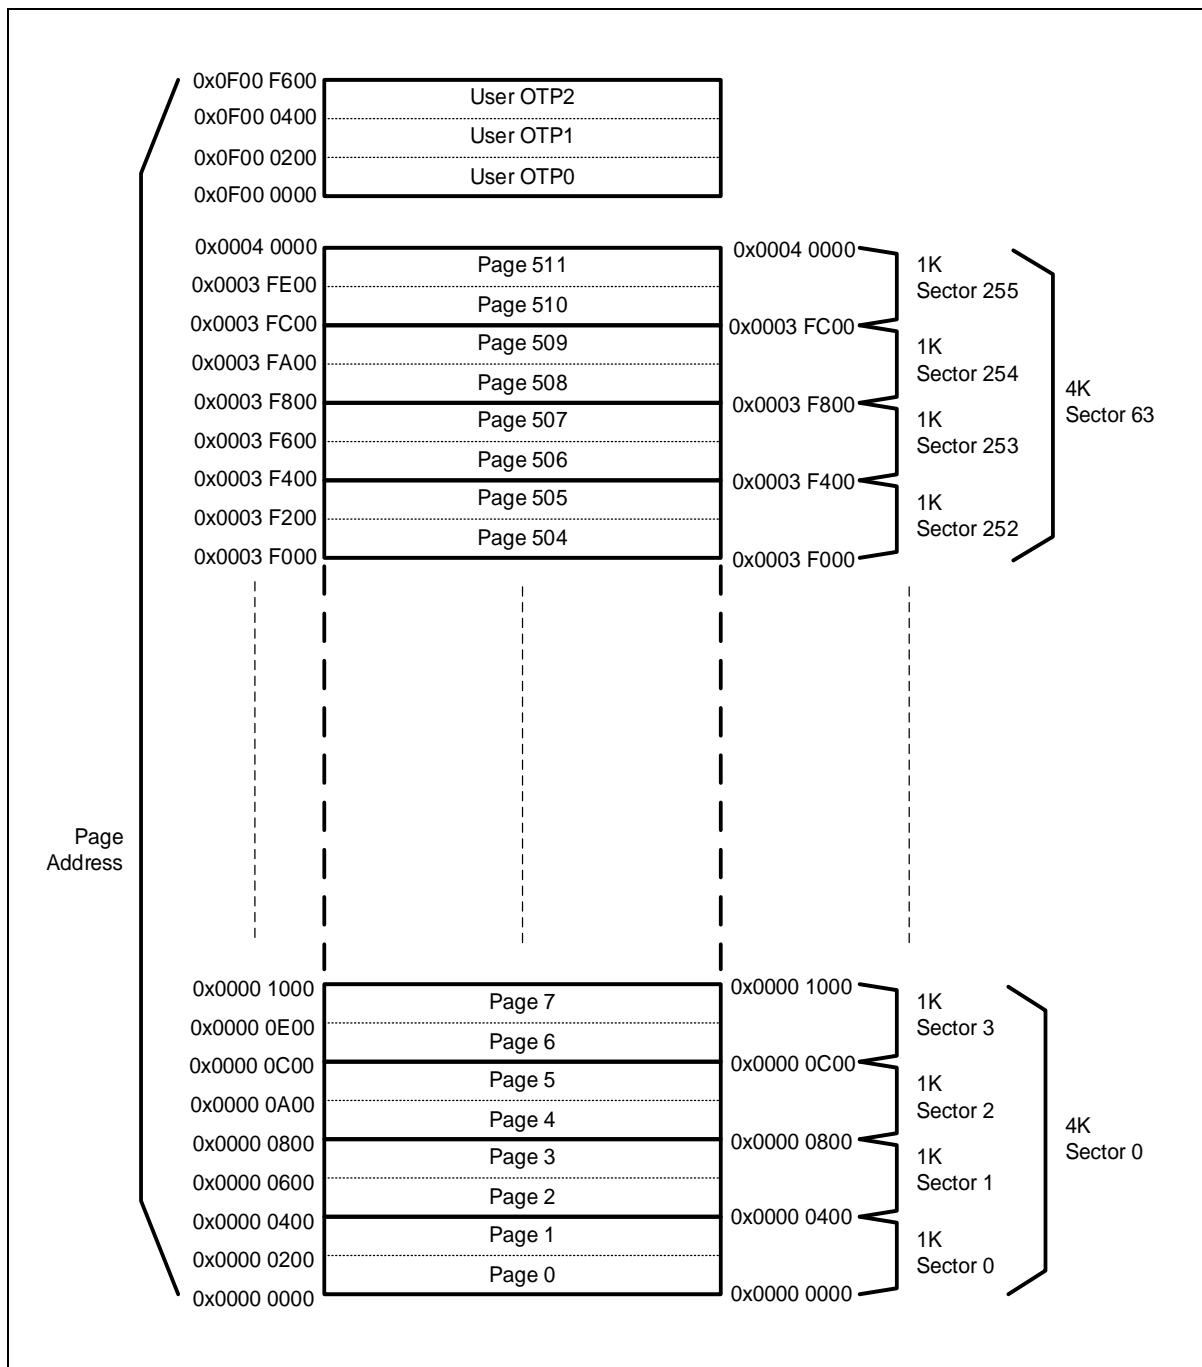 0x0F00 F600
User OTP2
0x0F00 0400
User OTP1
0x0F00 0200
User OTP0
0x0F00 0000
0x0004 0000
0x0004 0000
Page 511
1K
Sector 255
0x0003 FE00
Page 510
0x0003 FC00
0x0003 FC00
Page 509
1K
Sector 254
0x0003 FA00
Page 508
0x0003 F800
0x0003 F800
4K
Sector 63
Page 507
1K
Sector 253
0x0003 F600
Page 506
0x0003 F400
0x0003 F400
Page 505
1K
Sector 252
0x0003 F200
Page 504
0x0003 F000
0x0003 F000
Page
Address
0x0000 1000
0x0000 1000
Page 7
1K
Sector 3
0x0000 0E00
Page 6
0x0000 0C00
0x0000 0C00
Page 5
1K
Sector 2
0x0000 0A00
Page 4
0x0000 0800
0x0000 0800
4K
Sector 0
Page 3
1K
Sector 1
0x0000 0600
Page 2
0x0000 0400
0x0000 0400
Page 1
1K
Sector 0
0x0000 0200
Page 0
0x0000 0000
0x0000 0000